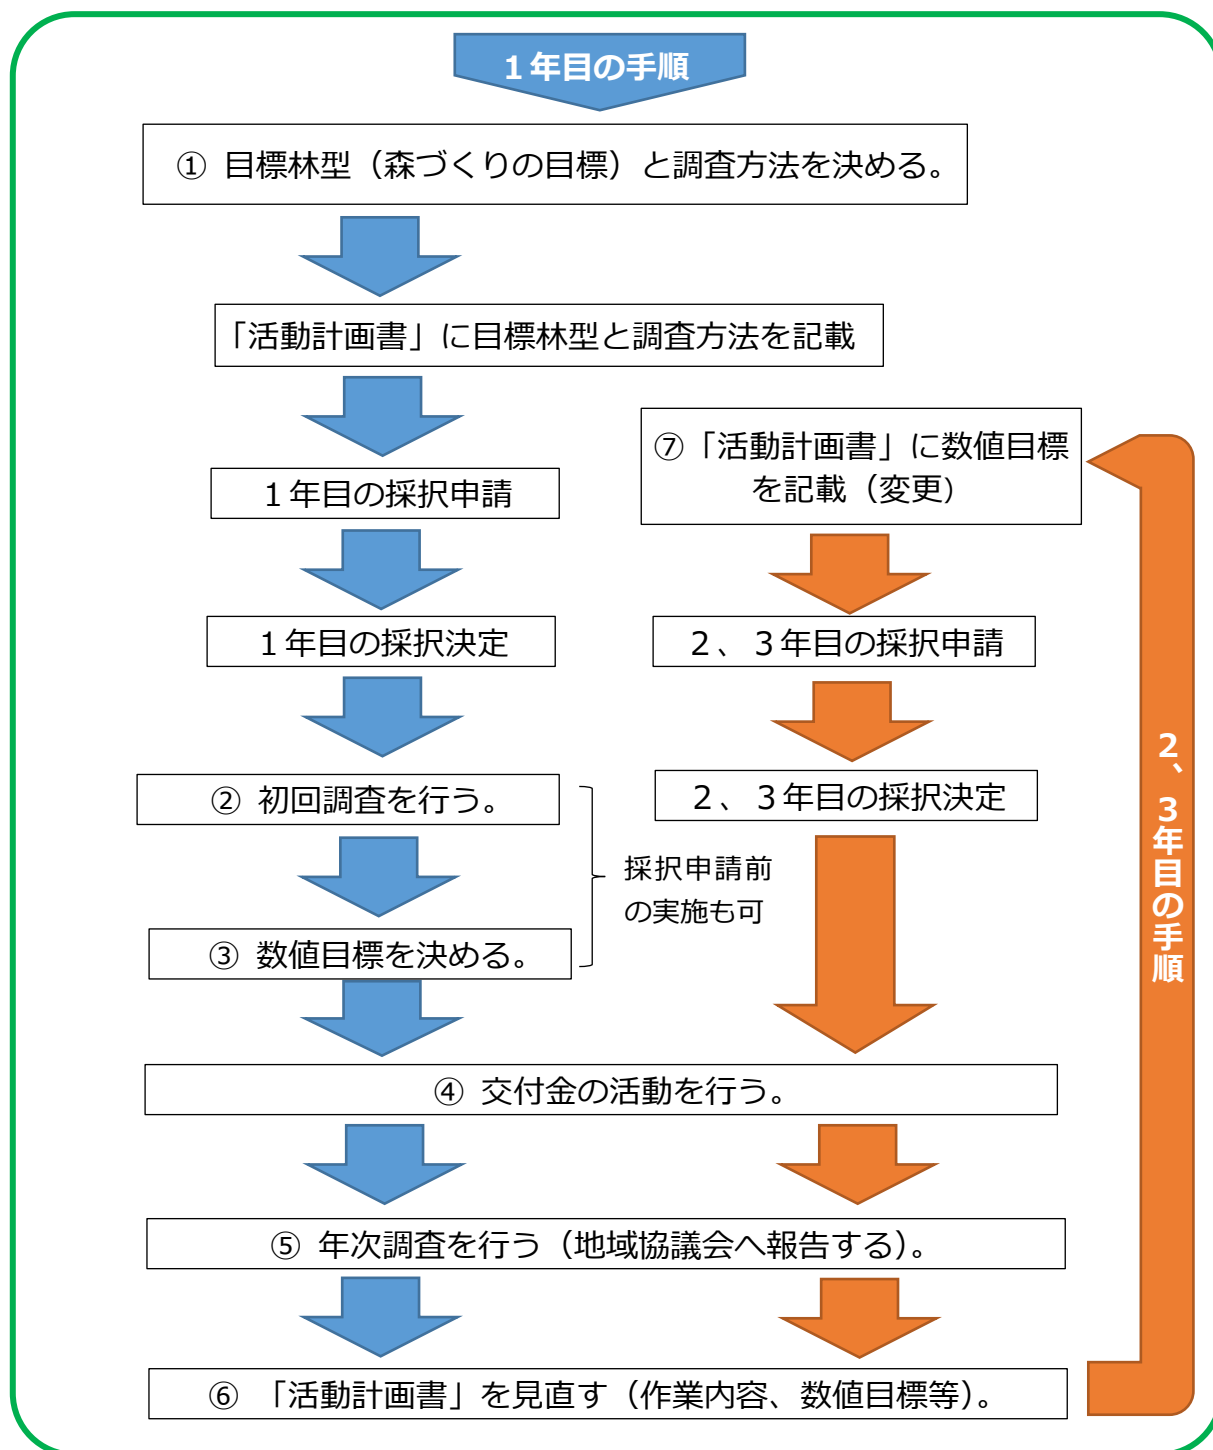 １年目の手順
① 目標林型（森づくりの目標）と調査方法を決める。
「活動計画書」に目標林型と調査方法を記載
１年目の採択申請
１年目の採択決定
② 初回調査を行う。
③ 数値目標を決める。
採択申請前
の実施も可
⑦「活動計画書」に数値目標
を記載（変更）
２、３年目の採択申請
２、３年目の採択決定
④ 交付金の活動を行う。
⑤ 年次調査を行う（地域協議会へ報告する）。
⑥ 「活動計画書」を見直す（作業内容、数値目標等）。
２、３年目の手順